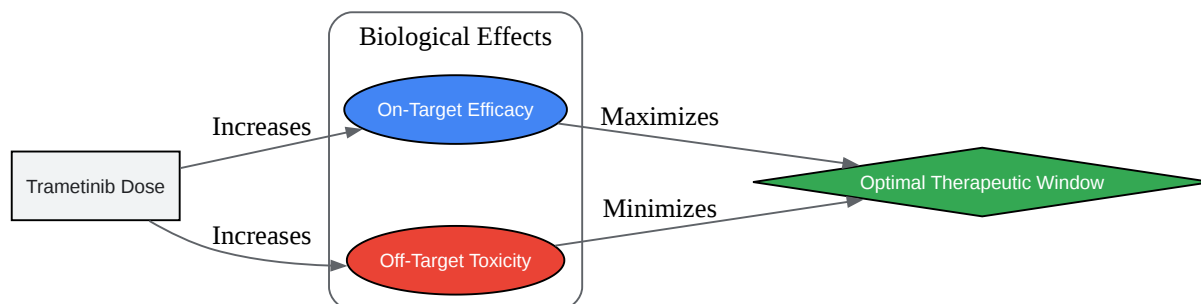 Biological Effects
On-Target Efficacy
Increases
Maximizes
Trametinib Dose
Optimal Therapeutic Window
Increases
Minimizes
Off-Target Toxicity